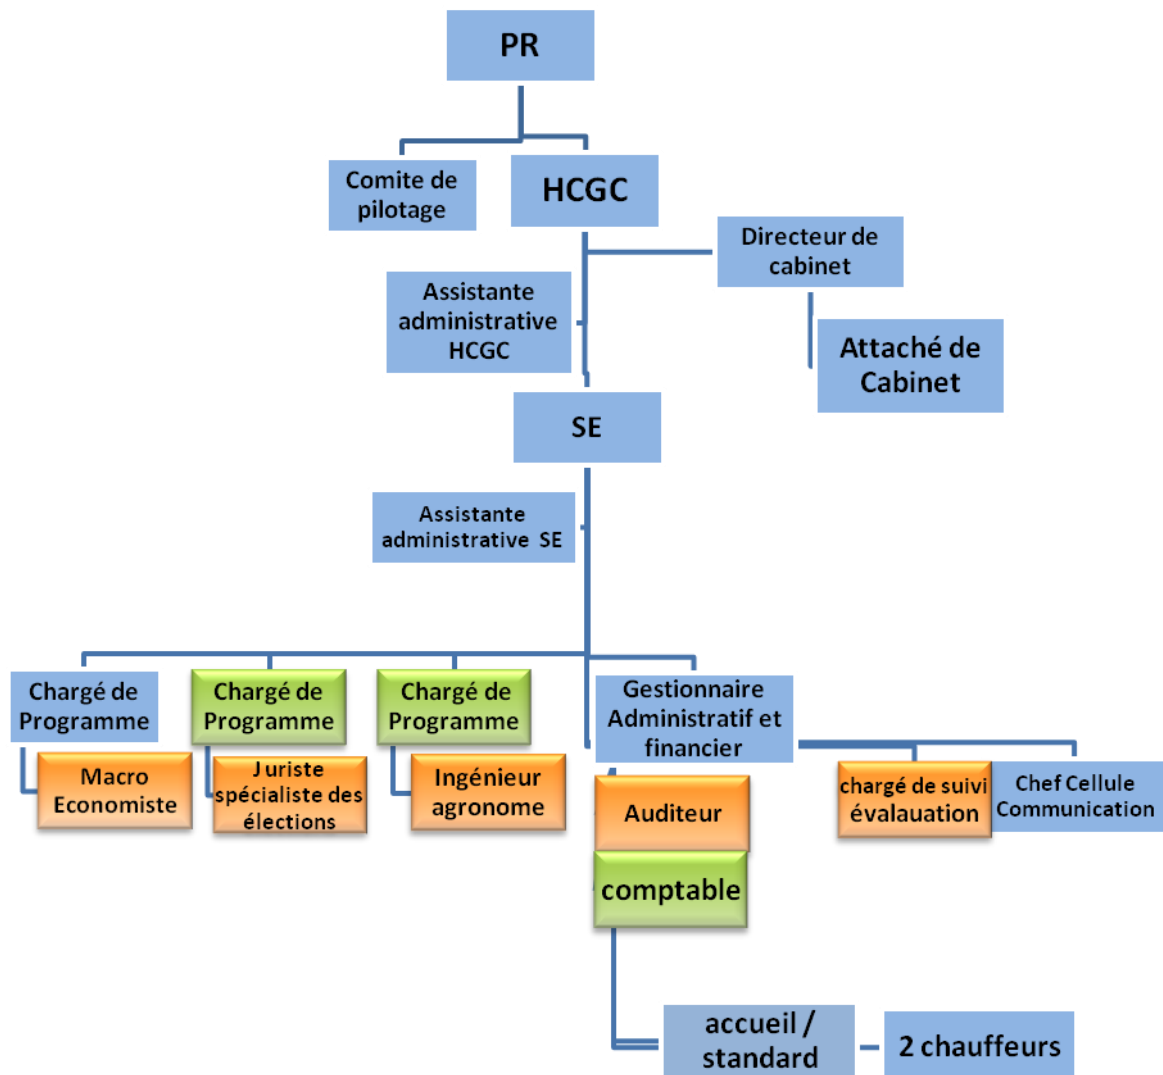 PR
Comite de
pilotage
HCGC
Directeur de
cabinet
Assistante
administrative
HCGC
Attaché de
Cabinet
SE
Assistante
administrative SE
Chargé de
Programme
Chargé de
Programme
Chargé de
Programme
Gestionnaire
Administratif et
financier
Macro
Economiste
Juriste
spécialiste des
élections
Ingénieur
agronome
Auditeur
chargé de suivi
évalauation
Chef Cellule
Communication
comptable
accueil /
standard
2 chauffeurs